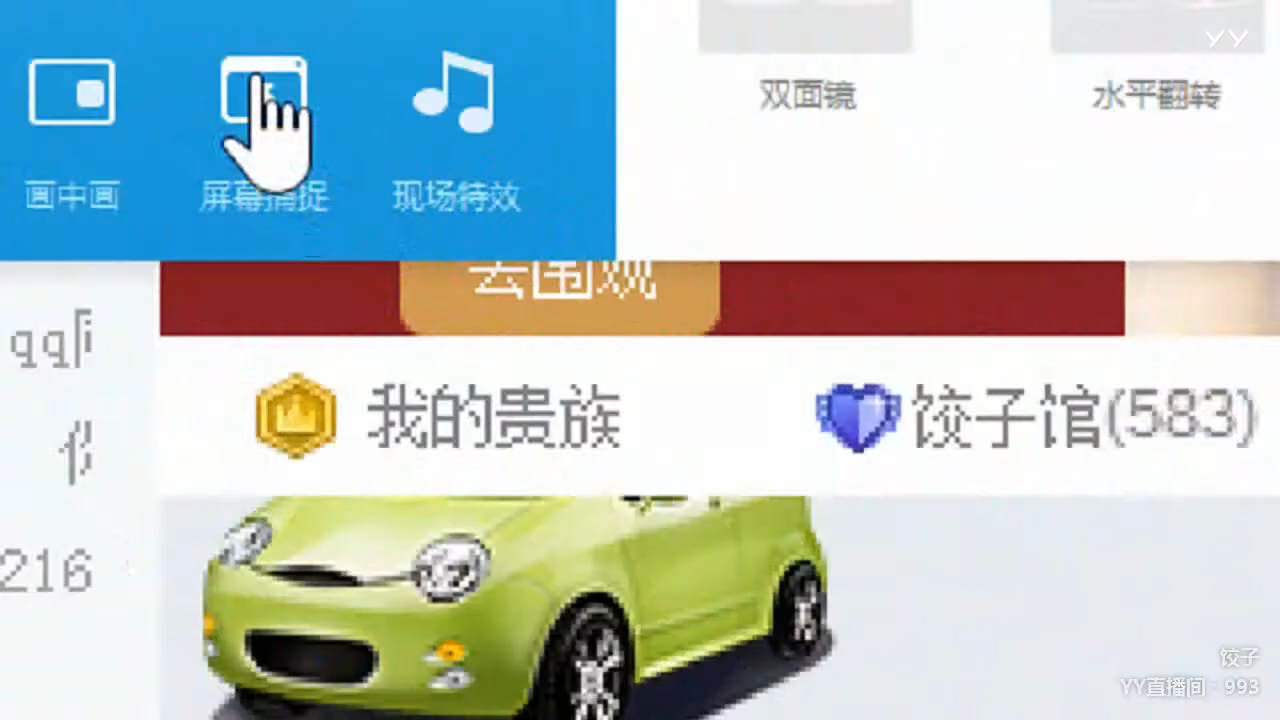 YY
双面镜
水平翻转
画中画
屏幕捕捉
现场特效
去围观
qqfi
我的贵族
饺子馆(583)
216
饺子
YY直播间 · 993